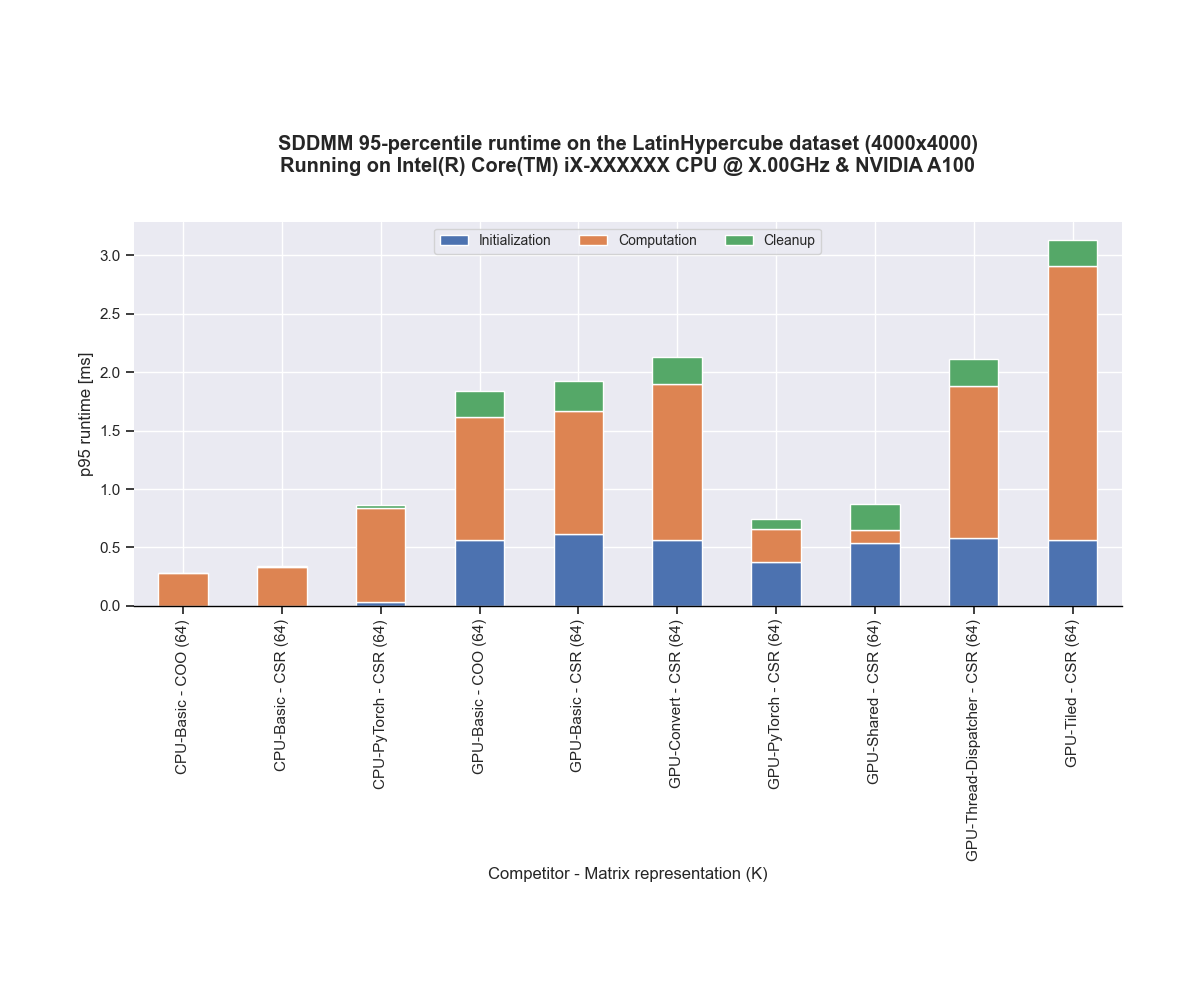 SDDMM 95-percentile runtime on the LatinHypercube dataset (4000x4000)
Running on Intel(R) Core(TM) iX-XXXXXX CPU @ X.00GHz & NVIDIA A100
Initialization
Computation
Cleanup
p95 runtime [ms]
3.0
2.5
2.0
1.5
1.0
0.5
0.0
CPU-Basic - COO (64)
CPU-Basic - CSR (64)
CPU-PyTorch - CSR (64)
GPU-Basic - COO (64)
GPU-Basic - CSR (64)
GPU-Convert - CSR (64)
GPU-PyTorch - CSR (64)
GPU-Shared - CSR (64)
GPU-Thread-Dispatcher - CSR (64)
GPU-Tiled - CSR (64)
Competitor - Matrix representation (K)